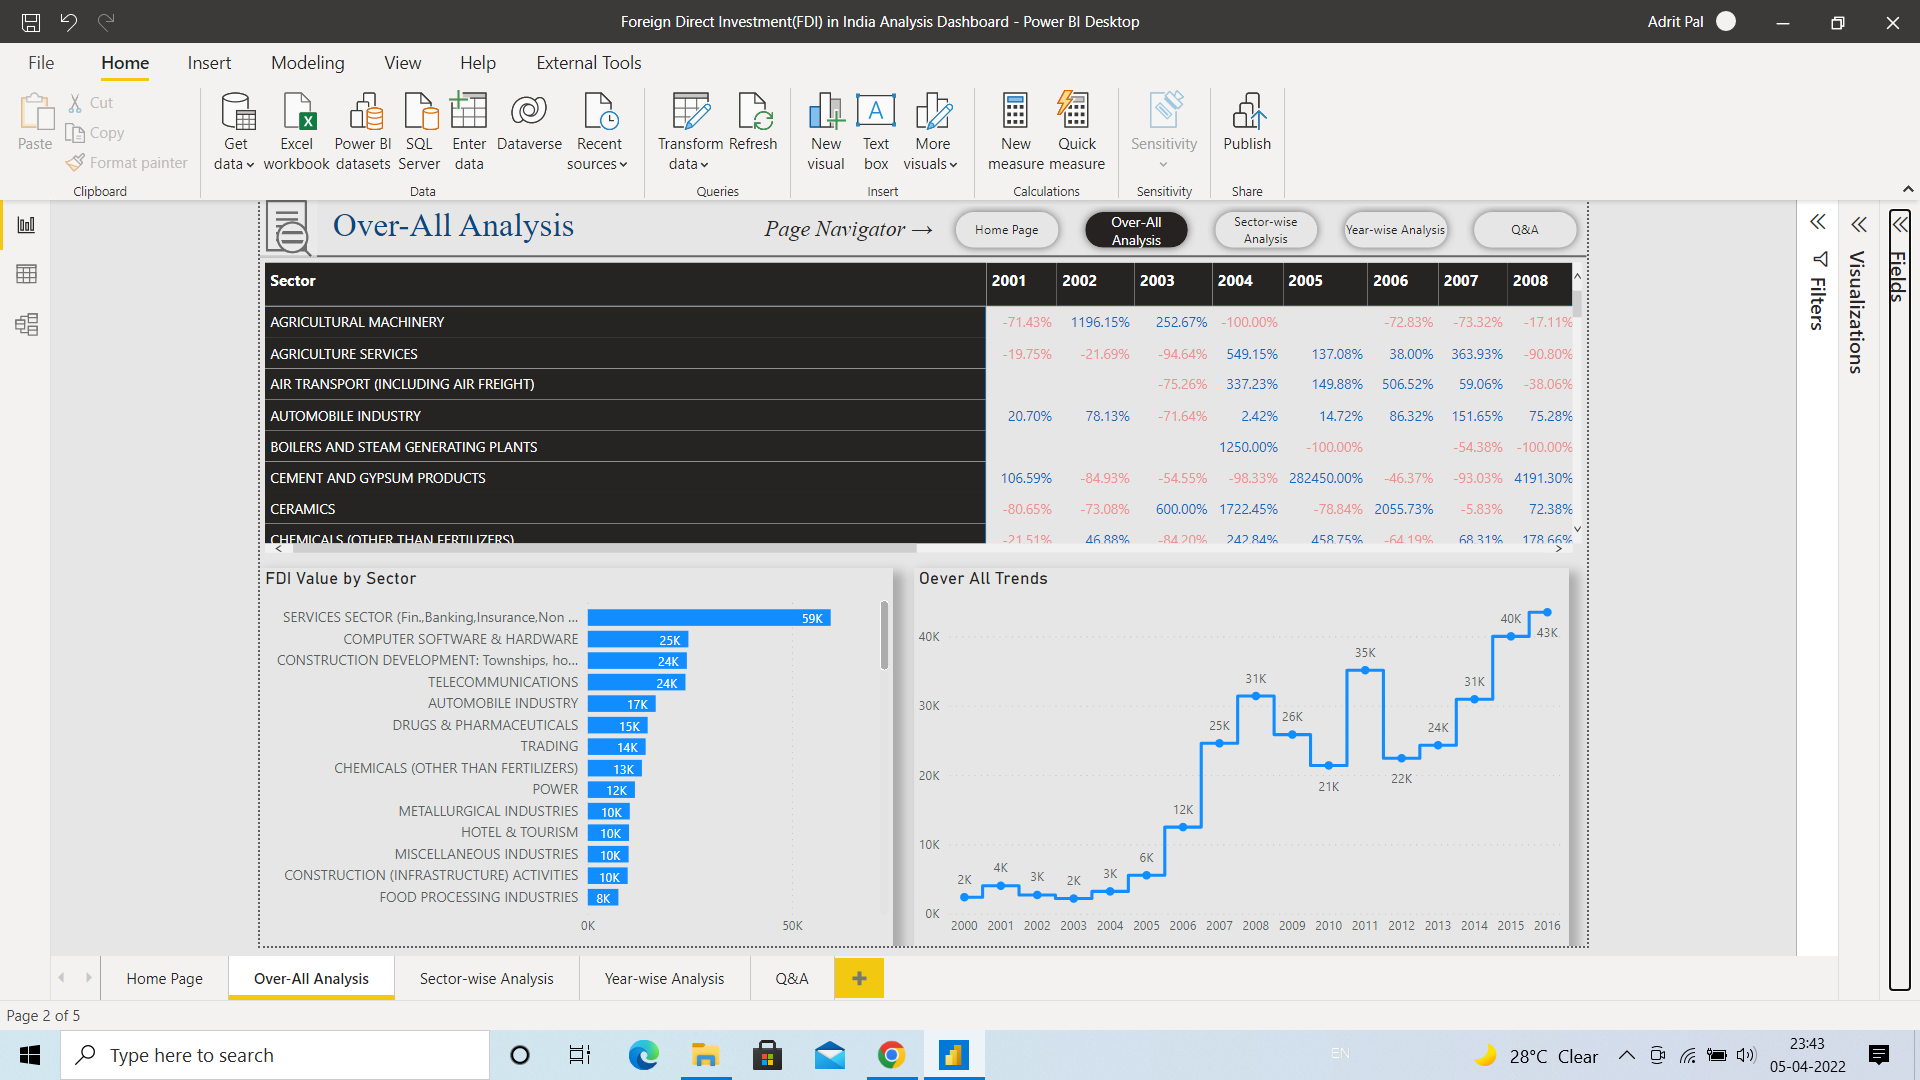 Foreign Direct Investment(FDI) in India Analysis Dashboard - Power BI Desktop
Adrit Pal
File Home Insert Modeling View Help External Tools
Paste
Cut
Copy
Format painter
Clipboard
Get data
Excel workbook
Power BI datasets
SQL Server
Enter data
Dataverse
Recent sources
Data
Transform data
Refresh
Queries
New visual
Text box
More visuals
Insert
New measure
Quick measure
Calculations
Sensitivity
Sensitivity
Publish
Share
Over-All Analysis
Page Navigator →
Home Page
Over-All Analysis
Sector-wise Analysis
Year-wise Analysis
Q&A
Filters
Visualizations
Fields
Sector 2001 2002 2003 2004 2005 2006 2007 2008
AGRICULTURAL MACHINERY -71.43% 1196.15% 252.67% -100.00% -72.83% -73.32% -17.11%
AGRICULTURE SERVICES -19.75% -21.69% -94.64% 549.15% 137.08% 38.00% 363.93% -90.80%
AIR TRANSPORT (INCLUDING AIR FREIGHT) -75.26% 337.23% 149.88% 506.52% 59.06% -38.06%
AUTOMOBILE INDUSTRY 20.70% 78.13% -71.64% 2.42% 14.72% 86.32% 151.65% 75.28%
BOILERS AND STEAM GENERATING PLANTS 1250.00% -100.00% -54.38% -100.00%
CEMENT AND GYPSUM PRODUCTS 106.59% -84.93% -54.55% -98.33% 282450.00% -46.37% -93.03% 4191.30%
CERAMICS -80.65% -73.08% 600.00% 1722.45% -78.84% 2055.73% -5.83% 72.38%
CHEMICALS (OTHER THAN FERTILIZERS) -21.51% 46.88% -84.20% 242.84% 458.75% -64.19% 68.31% 178.66%
FDI Value by Sector
SERVICES SECTOR (Fin.,Banking,Insurance,Non ... 59K
COMPUTER SOFTWARE & HARDWARE 25K
CONSTRUCTION DEVELOPMENT: Townships, ho... 24K
TELECOMMUNICATIONS 24K
AUTOMOBILE INDUSTRY 17K
DRUGS & PHARMACEUTICALS 15K
TRADING 14K
CHEMICALS (OTHER THAN FERTILIZERS) 13K
POWER 12K
METALLURGICAL INDUSTRIES 10K
HOTEL & TOURISM 10K
MISCELLANEOUS INDUSTRIES 10K
CONSTRUCTION (INFRASTRUCTURE) ACTIVITIES 10K
FOOD PROCESSING INDUSTRIES 8K
0K 50K
Oever All Trends
40K
30K
20K
10K
0K
2K 4K 3K 2K 3K 6K 12K 25K 31K 26K 21K 35K 22K 24K 31K 40K 43K
2000 2001 2002 2003 2004 2005 2006 2007 2008 2009 2010 2011 2012 2013 2014 2015 2016
Home Page Over-All Analysis Sector-wise Analysis Year-wise Analysis Q&A
Page 2 of 5
Type here to search
EN
28°C Clear
23:43
05-04-2022